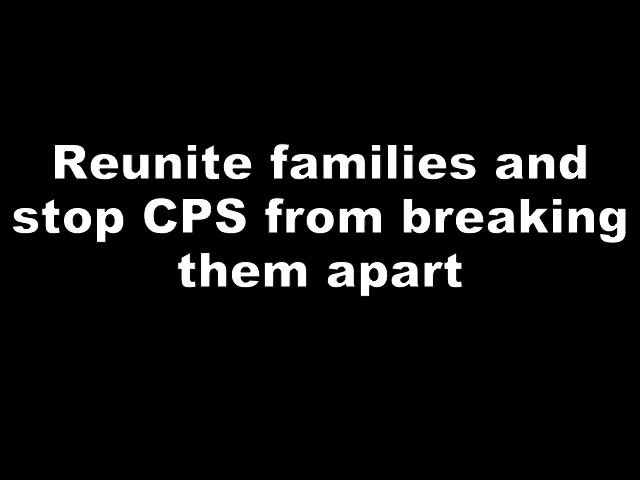 Reunite families and
stop CPS from breaking
them apart